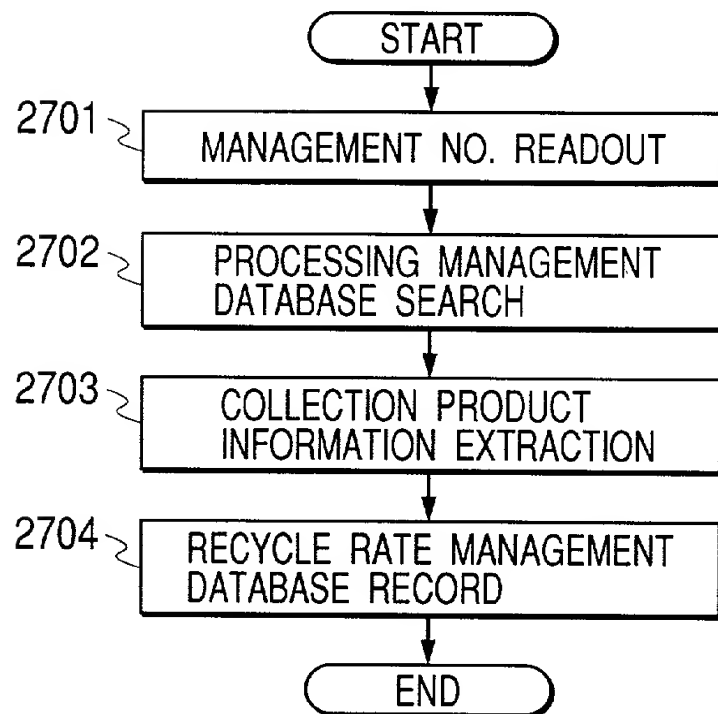 START
2701
MANAGEMENT NO. READOUT
2702
PROCESSING MANAGEMENT
DATABASE SEARCH
2703
COLLECTION PRODUCT
INFORMATION EXTRACTION
2704
RECYCLE RATE MANAGEMENT
DATABASE RECORD
END